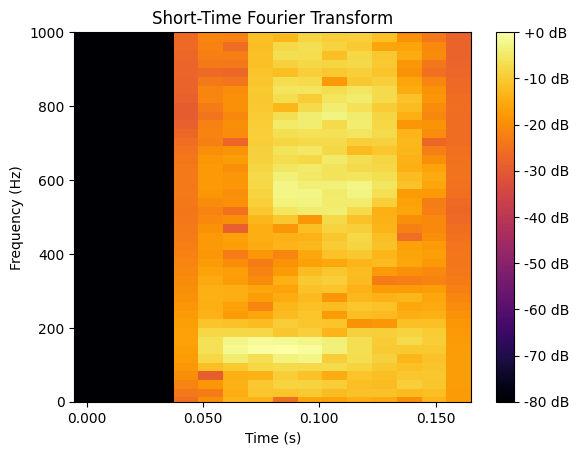 Short-Time Fourier Transform
1000
800
600
400
200
0
Frequency (Hz)
0.000
0.050
0.100
0.150
Time (s)
+0 dB
-10 dB
-20 dB
-30 dB
-40 dB
-50 dB
-60 dB
-70 dB
-80 dB